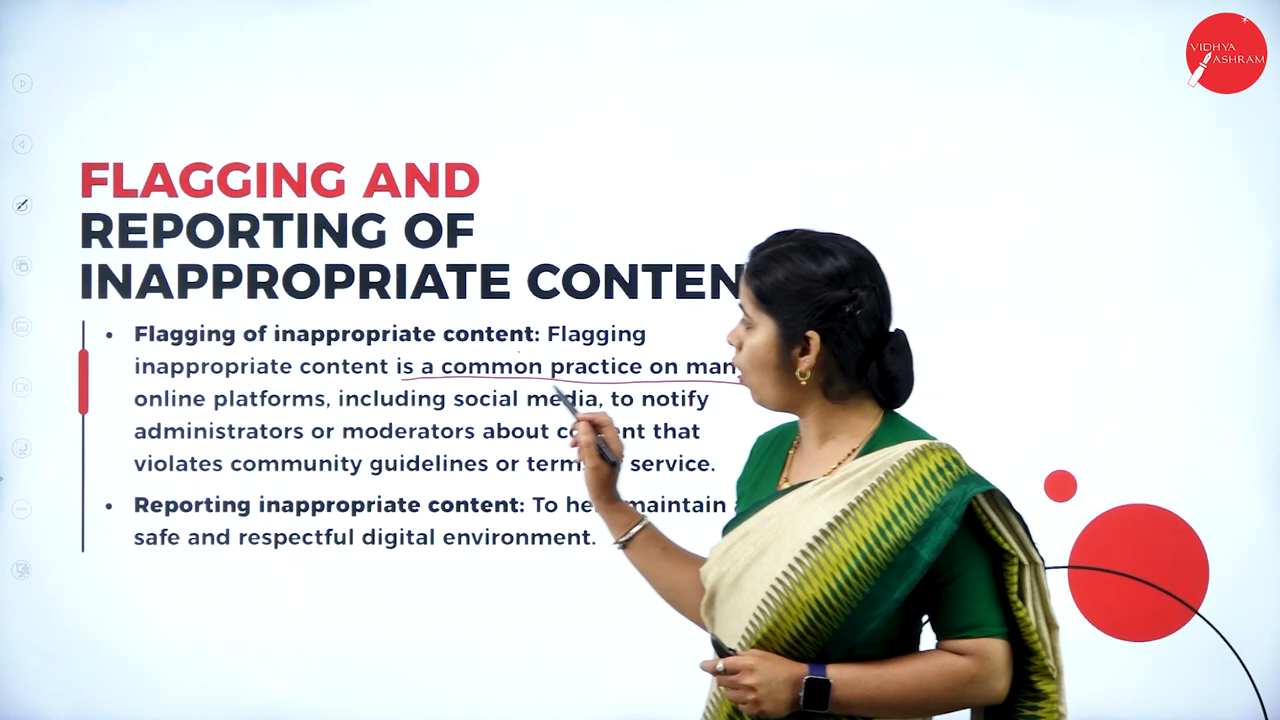 VIDHYA
ASHRAM
FLAGGING AND
REPORTING OF
INAPPROPRIATE CONTEN
Flagging of inappropriate content: Flagging
inappropriate content is a common practice on man
online platforms, including social media, to notify
administrators or moderators about that
violates community guidelines or service.
Reporting inappropriate content: To maintain
safe and respectful digital environment.